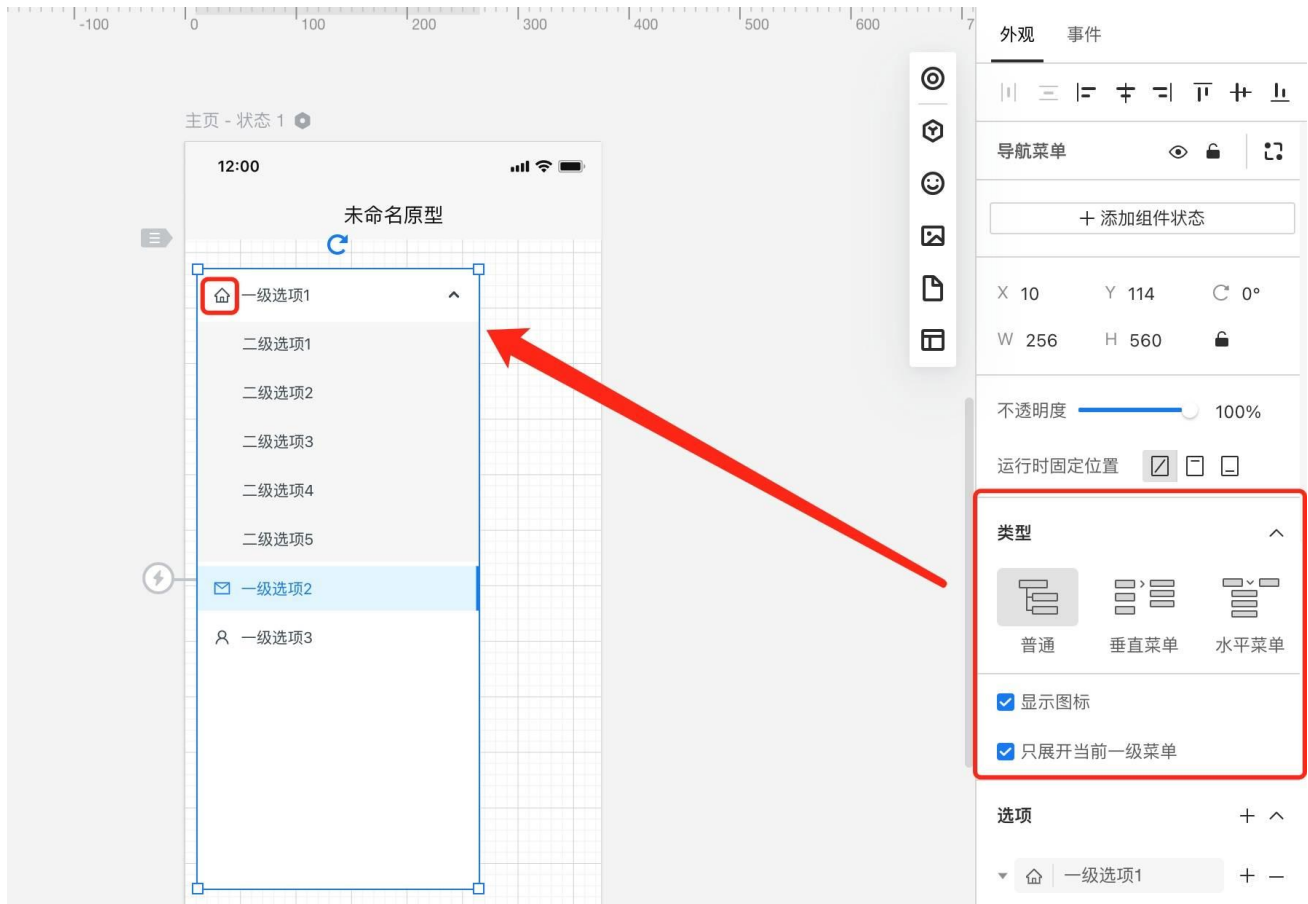 -100 0 100 200 300 400 500 600 7
外观 事件
主页 - 状态 1
12:00
未命名原型
一级选项1
二级选项1
二级选项2
二级选项3
二级选项4
二级选项5
一级选项2
一级选项3
导航菜单
+ 添加组件状态
X 10 Y 114 0°
W 256 H 560
不透明度 100%
运行时固定位置
类型
普通 垂直菜单 水平菜单
显示图标
只展开当前一级菜单
选项
一级选项1